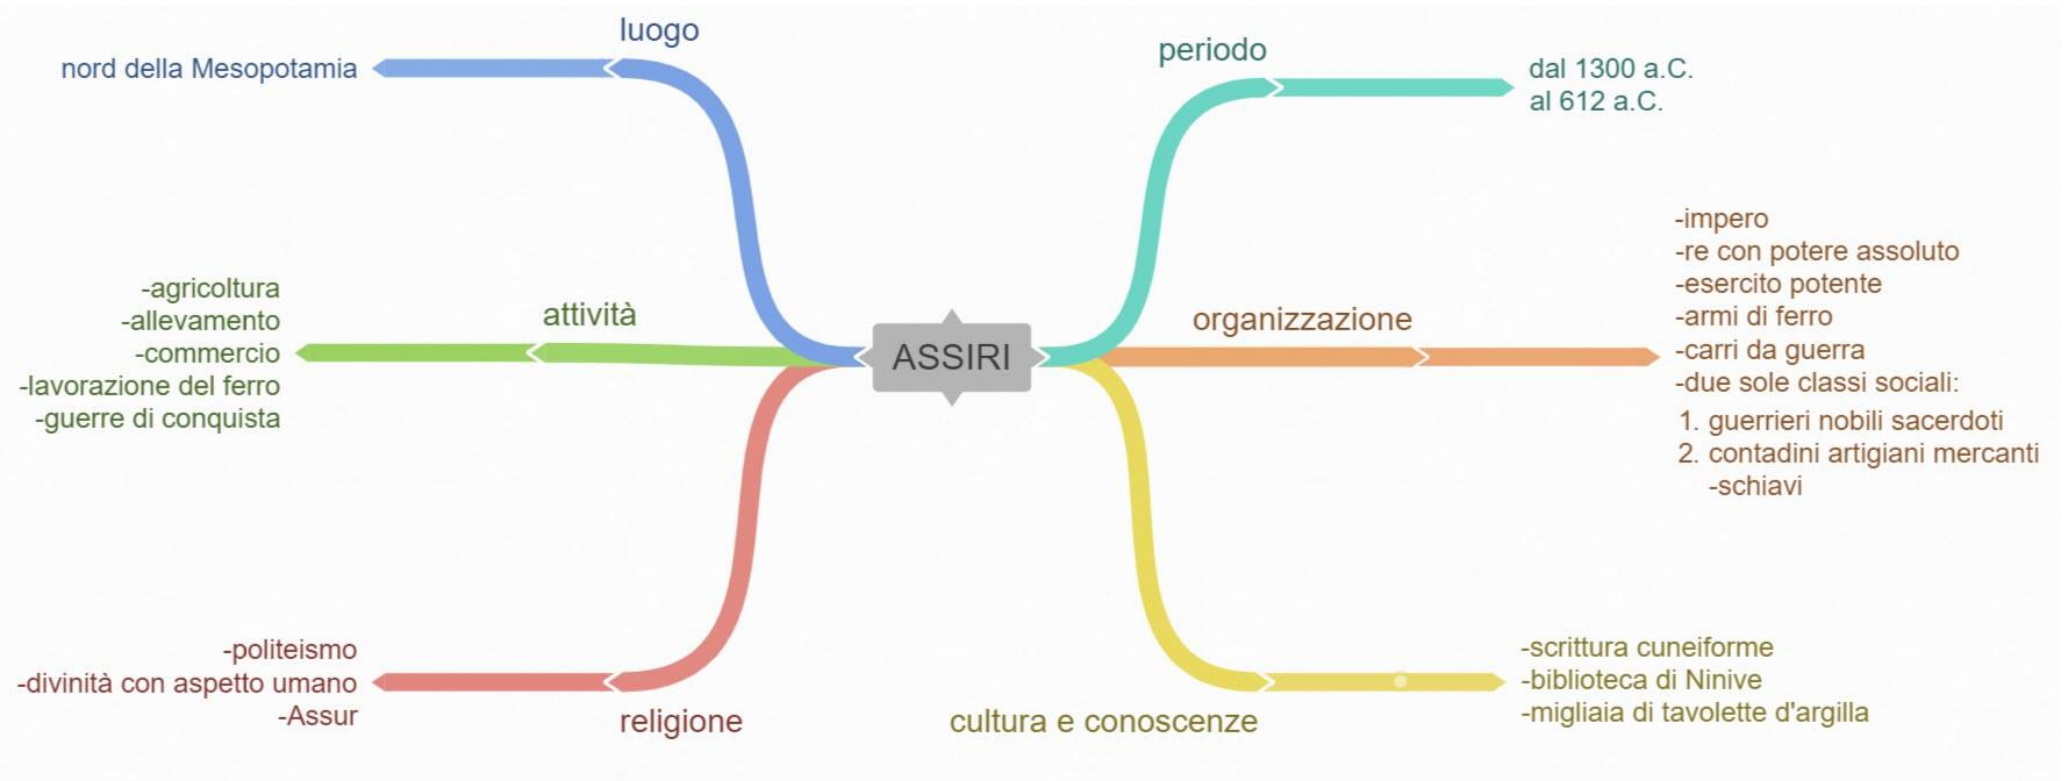 luogo
nord della Mesopotamia
periodo
dal 1300 a.C.
al 612 a.C.
attività
-agricoltura
-allevamento
-commercio
-lavorazione del ferro
-guerre di conquista
ASSIRI
organizzazione
-impero
-re con potere assoluto
-esercito potente
-armi di ferro
-carri da guerra
-due sole classi sociali:
1. guerrieri nobili sacerdoti
2. contadini artigiani mercanti
-schiavi
religione
-politeismo
-divinità con aspetto umano
-Assur
cultura e conoscenze
-scrittura cuneiforme
-biblioteca di Ninive
-migliaia di tavolette d'argilla